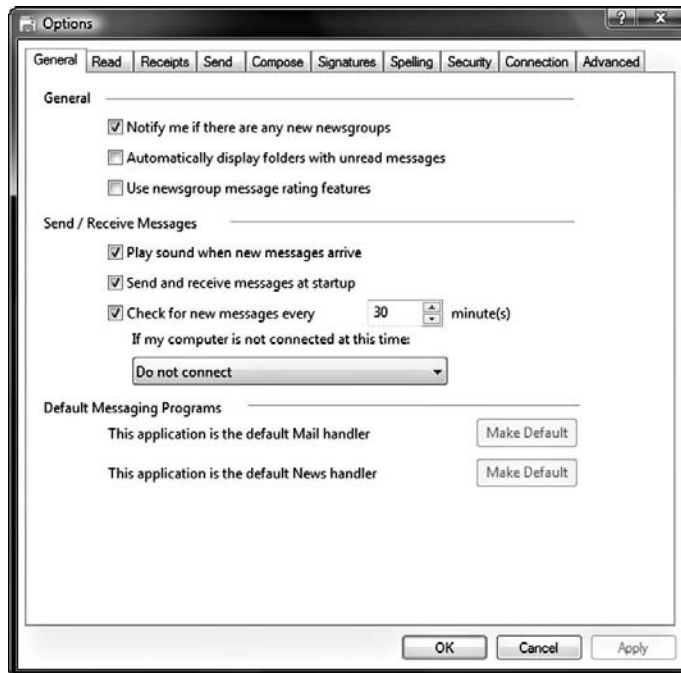 Options
General Read Receipts Send Compose Signatures Spelling Security Connection Advanced
General
Notify me if there are any new newsgroups
Automatically display folders with unread messages
Use newsgroup message rating features
Send / Receive Messages
Play sound when new messages arrive
Send and receive messages at startup
Check for new messages every 30 minute(s)
If my computer is not connected at this time:
Do not connect
Default Messaging Programs
This application is the default Mail handler Make Default
This application is the default News handler Make Default
OK Cancel Apply